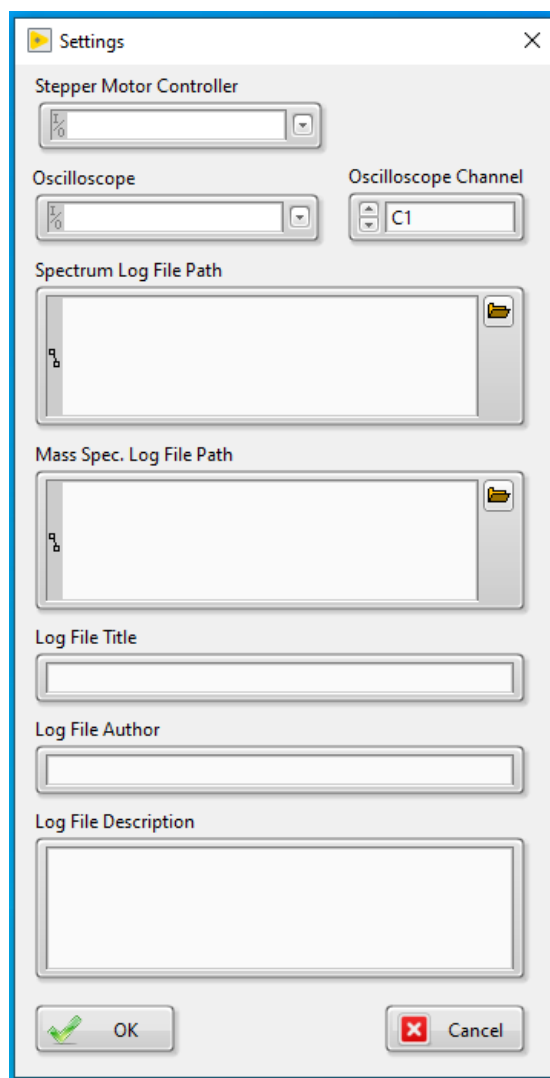 Settings
Stepper Motor Controller
I/O
Oscilloscope
Oscilloscope Channel
I/O
C1
Spectrum Log File Path
Mass Spec. Log File Path
Log File Title
Log File Author
Log File Description
OK
Cancel